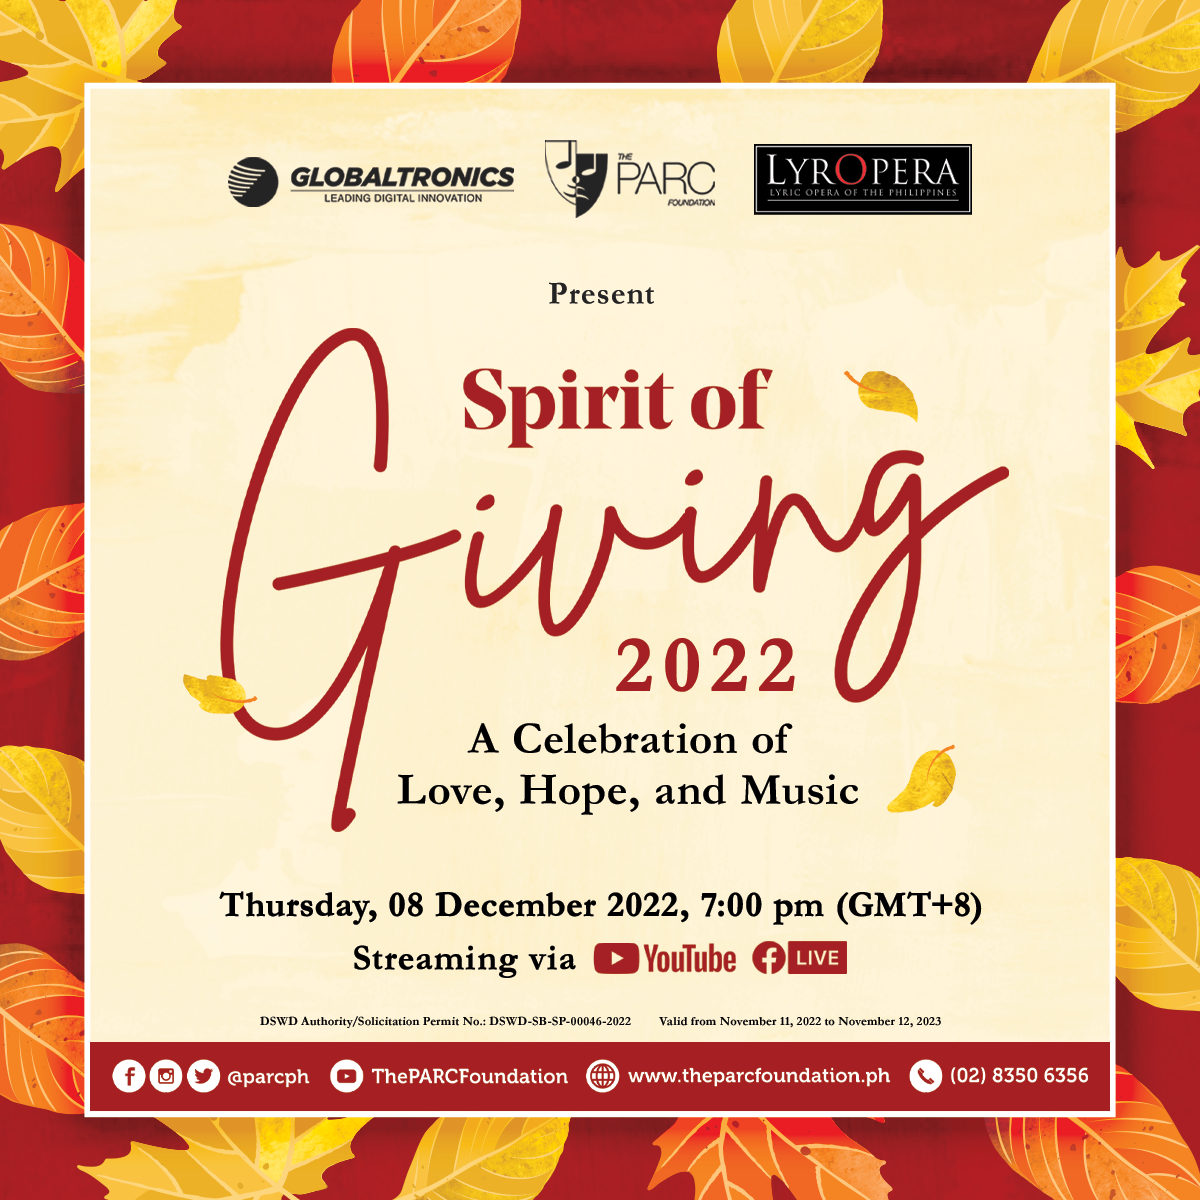 GLOBALTRONICS
LEADING DIGITAL INNOVATION
THE
PARC
FOUNDATION
LYROPERA
LYRIC OPERA OF THE PHILIPPINES
Present
Spirit of
Giving
2022
A Celebration of
Love, Hope, and Music
Thursday, 08 December 2022, 7:00 pm (GMT+8)
Streaming via YouTube LIVE
DSWD Authority/Solicitation Permit No.: DSWD-SB-SP-00046-2022 Valid from November 11, 2022 to November 12, 2023
@parcph ThePARCFoundation www.theparcfoundation.ph (02) 8350 6356